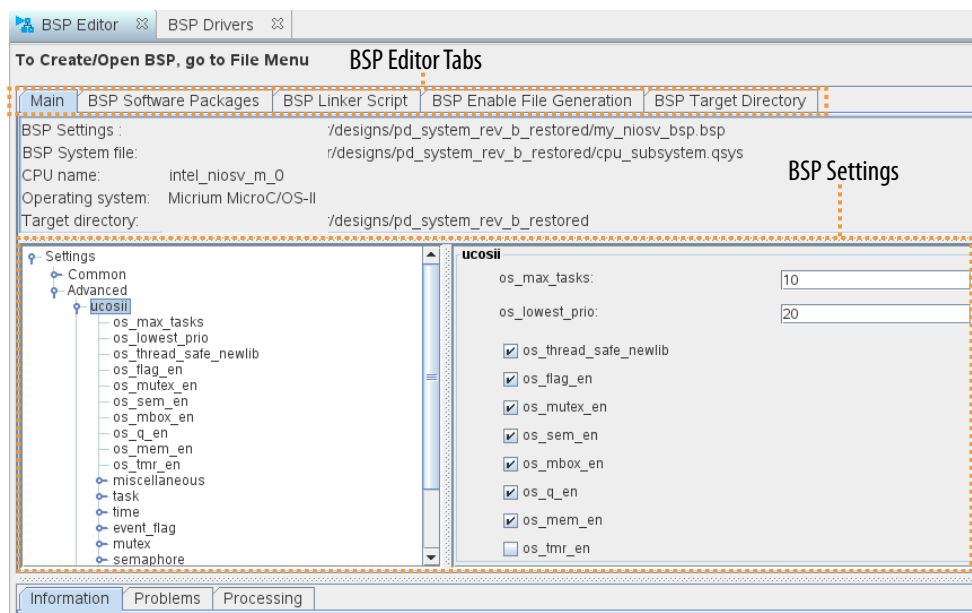 BSP Editor BSP Drivers
To Create/Open BSP, go to File Menu
BSP Editor Tabs
Main BSP Software Packages BSP Linker Script BSP Enable File Generation BSP Target Directory
BSP Settings : /designs/pd_system_rev_b_restored/my_niosv_bsp.bsp
BSP System file: r/designs/pd_system_rev_b_restored/cpu_subsystem.qsys
CPU name: intel_niosv_m_0
Operating system: Micrium MicroC/OS-II
Target directory: /designs/pd_system_rev_b_restored
BSP Settings
Settings
Common
Advanced
ucosii
os_max_tasks
os_lowest_prio
os_thread_safe_newlib
os_flag_en
os_mutex_en
os_sem_en
os_mbox_en
os_q_en
os_mem_en
os_tmr_en
miscellaneous
task
time
event_flag
mutex
semaphore
ucosii
os_max_tasks: 10
os_lowest_prio: 20
os_thread_safe_newlib
os_flag_en
os_mutex_en
os_sem_en
os_mbox_en
os_q_en
os_mem_en
os_tmr_en
Information Problems Processing